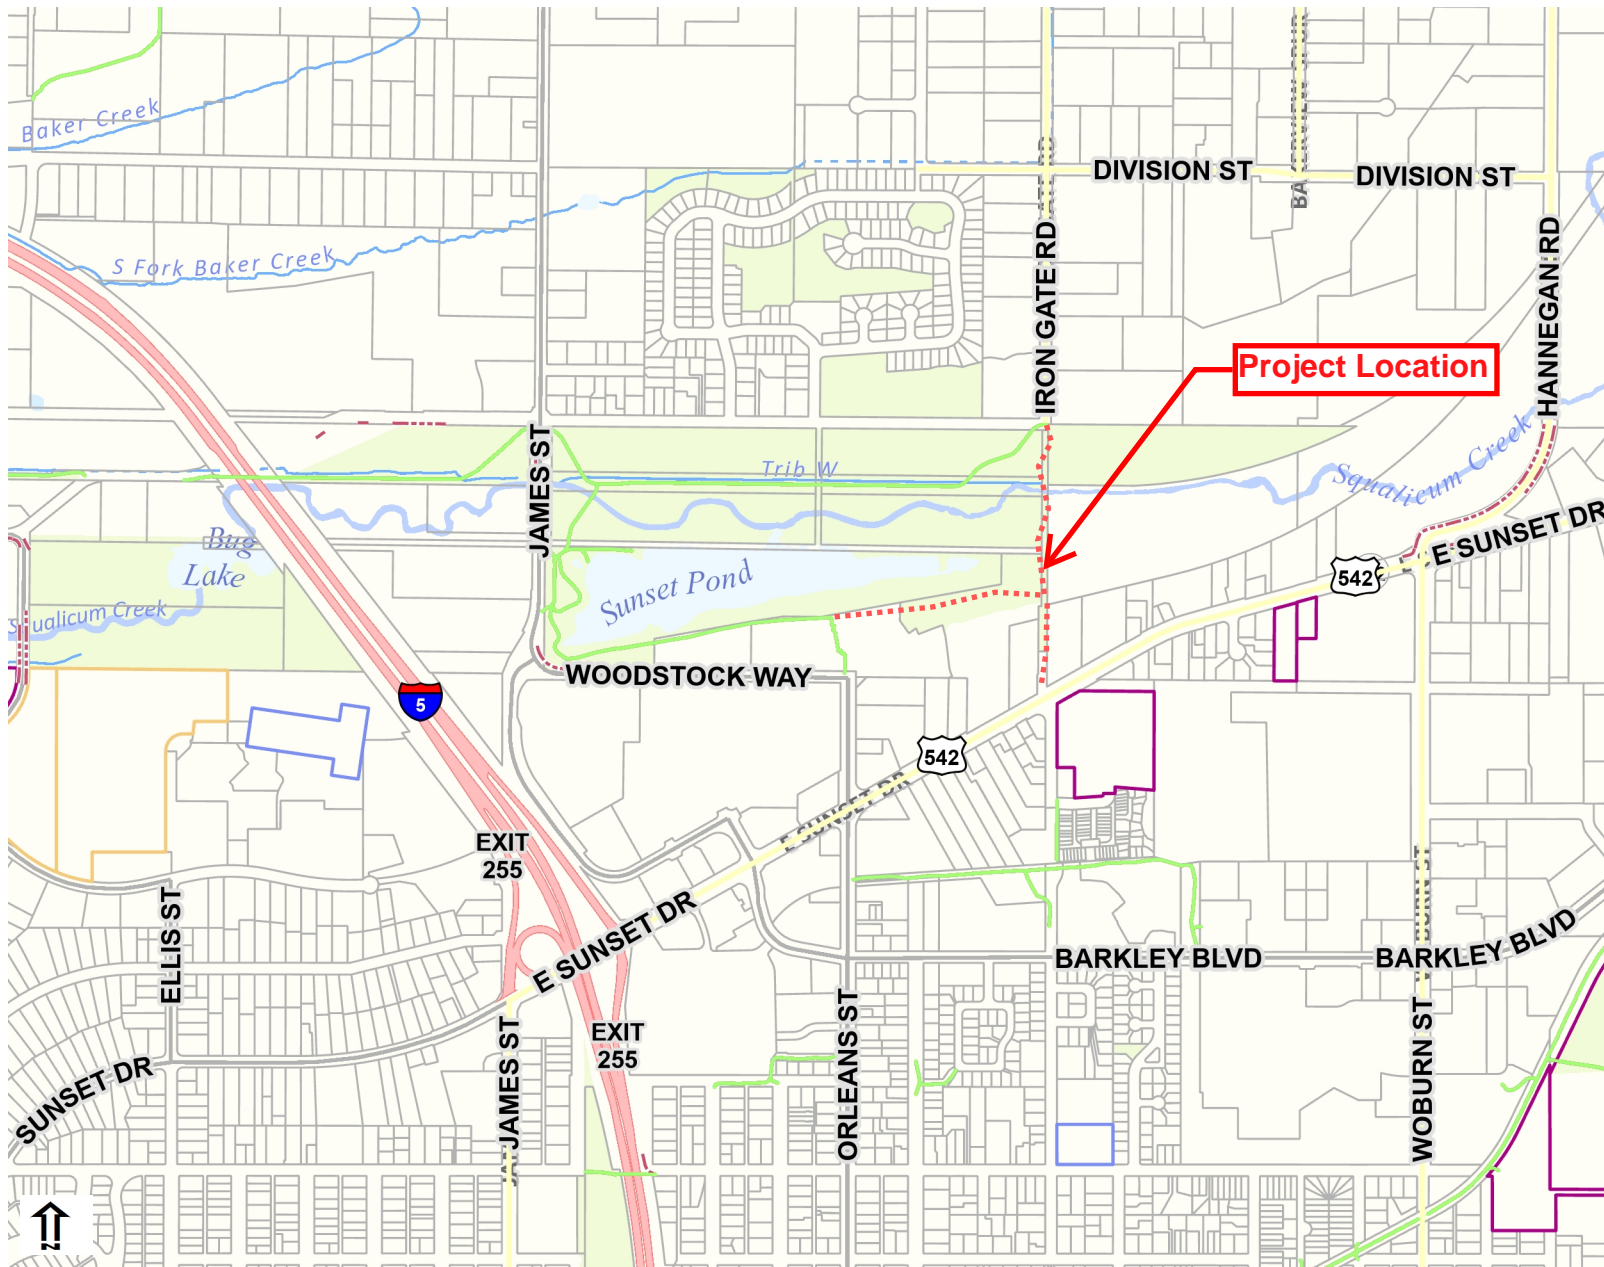 Baker Creek
DIVISION ST
DIVISION ST
S Fork Baker Creek
IRON GATE RD
HANNEGAN RD
Project Location
JAMES ST
Trib W
Squalicum Creek
Bug
Lake
Sunset Pond
E SUNSET DR
542
Squalicum Creek
WOODSTOCK WAY
5
542
E SUNSET DR
EXIT
255
ELLIS ST
E SUNSET DR
BARKLEY BLVD
BARKLEY BLVD
EXIT
255
SUNSET DR
JAMES ST
ORLEANS ST
WOBURN ST
N